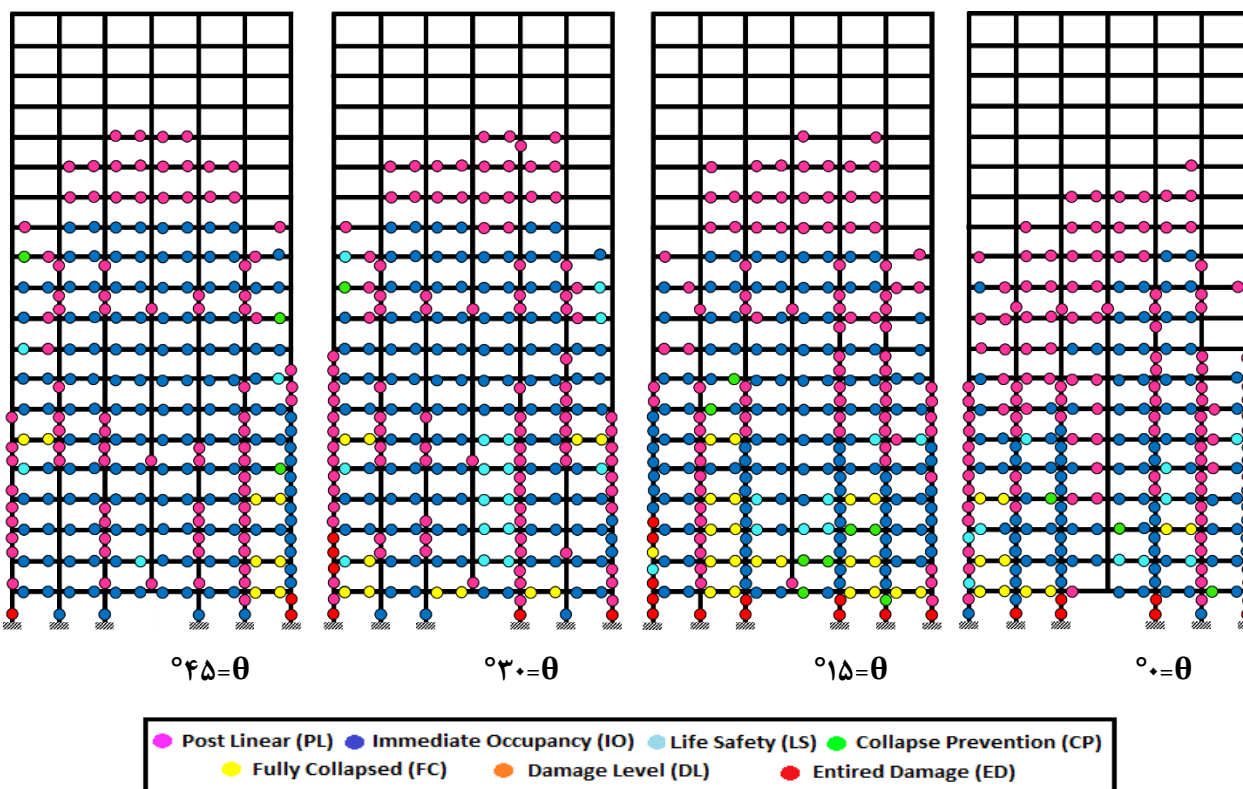 °۴۵=θ
°۳۰=θ
°۱۵=θ
°۰=θ
Post Linear (PL) Immediate Occupancy (IO) Life Safety (LS) Collapse Prevention (CP)
Fully Collapsed (FC) Damage Level (DL) Entired Damage (ED)